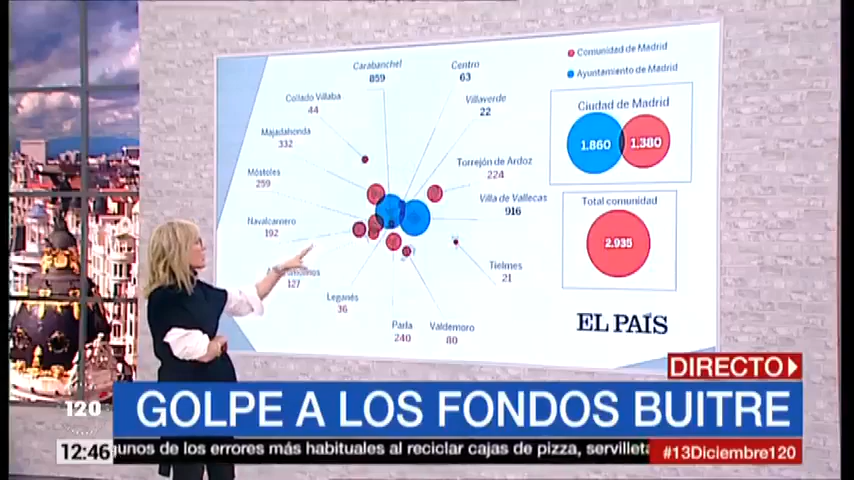 Carabanchel
859
Centro
63
Comunidad de Madrid
Ayuntamiento de Madrid
Collado Villaba
44
Villaverde
22
Ciudad de Madrid
1.860
1.380
Majadahonda
332
Torrejón de Ardoz
224
Móstoles
259
Villa de Vallecas
916
Total comunidad
2.935
Navalcarnero
192
127
Tielmes
21
Leganés
36
Parla
240
Valdemoro
80
EL PAÍS
DIRECTO
120
GOLPE A LOS FONDOS BUITRE
12:46
gunos de los errores más habituales al reciclar cajas de pizza, servilleta
#13Diciembre120